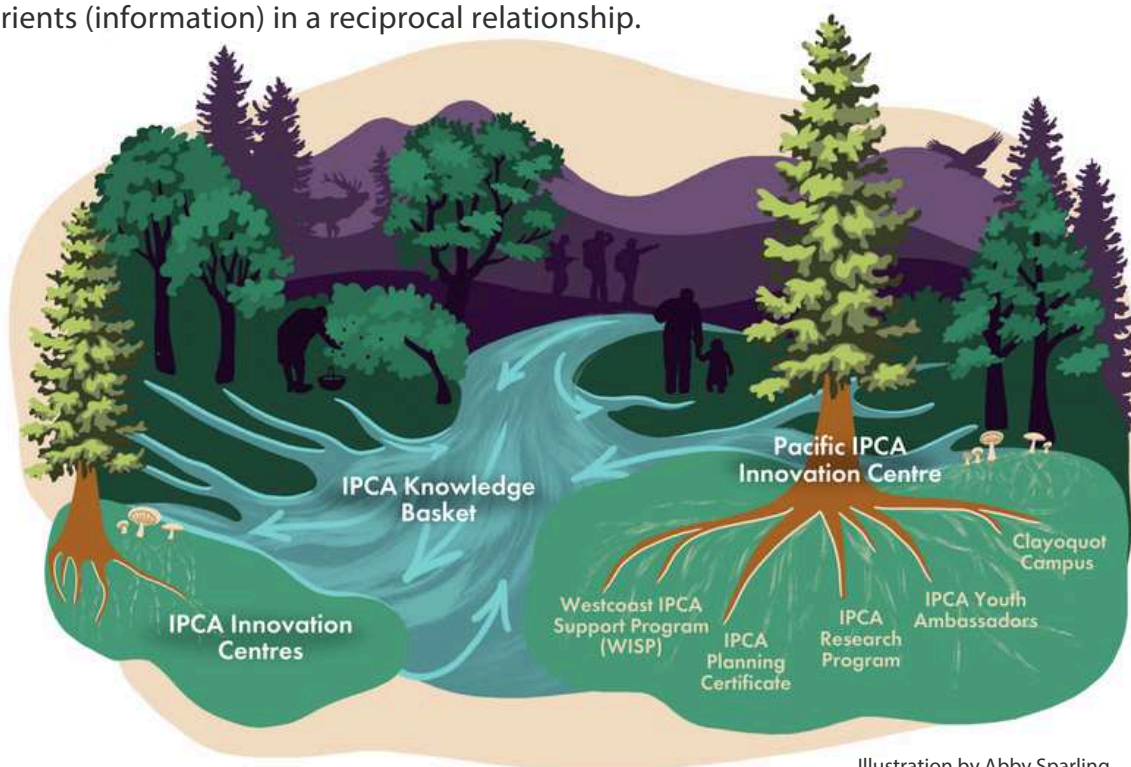 rients (information) in a reciprocal relationship.
Pacific IPCA
Innovation Centre
IPCA Knowledge
Basket
Clayoquot
Campus
IPCA Youth
Ambassadors
Westcoast IPCA
Support Program
(WISP)
IPCA
Research
Program
IPCA
Planning
Certificate
IPCA Innovation
Centres
Illustration by Abby Sparling